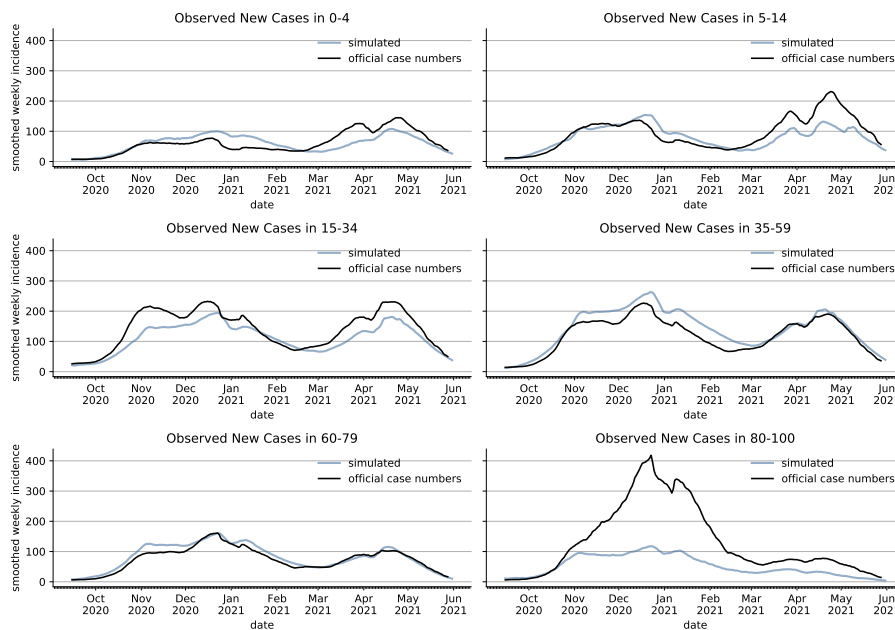 Observed New Cases in 0-4
smoothed weekly incidence
400
300
200
100
0
simulated
official case numbers
Oct 2020
Nov 2020
Dec 2020
Jan 2021
Feb 2021
Mar 2021
Apr 2021
May 2021
Jun 2021
date
Observed New Cases in 5-14
simulated
official case numbers
Oct 2020
Nov 2020
Dec 2020
Jan 2021
Feb 2021
Mar 2021
Apr 2021
May 2021
Jun 202
date
Observed New Cases in 15-34
smoothed weekly incidence
400
300
200
100
0
simulated
official case numbers
Oct 2020
Nov 2020
Dec 2020
Jan 2021
Feb 2021
Mar 2021
Apr 2021
May 2021
Jun 2021
date
Observed New Cases in 35-59
simulated
official case numbers
Oct 2020
Nov 2020
Dec 2020
Jan 2021
Feb 2021
Mar 2021
Apr 2021
May 2021
Jun 202
date
Observed New Cases in 60-79
smoothed weekly incidence
400
300
200
100
0
simulated
official case numbers
Oct 2020
Nov 2020
Dec 2020
Jan 2021
Feb 2021
Mar 2021
Apr 2021
May 2021
Jun 2021
date
Observed New Cases in 80-100
simulated
official case numbers
Oct 2020
Nov 2020
Dec 2020
Jan 2021
Feb 2021
Mar 2021
Apr 2021
May 2021
Jun 202
date